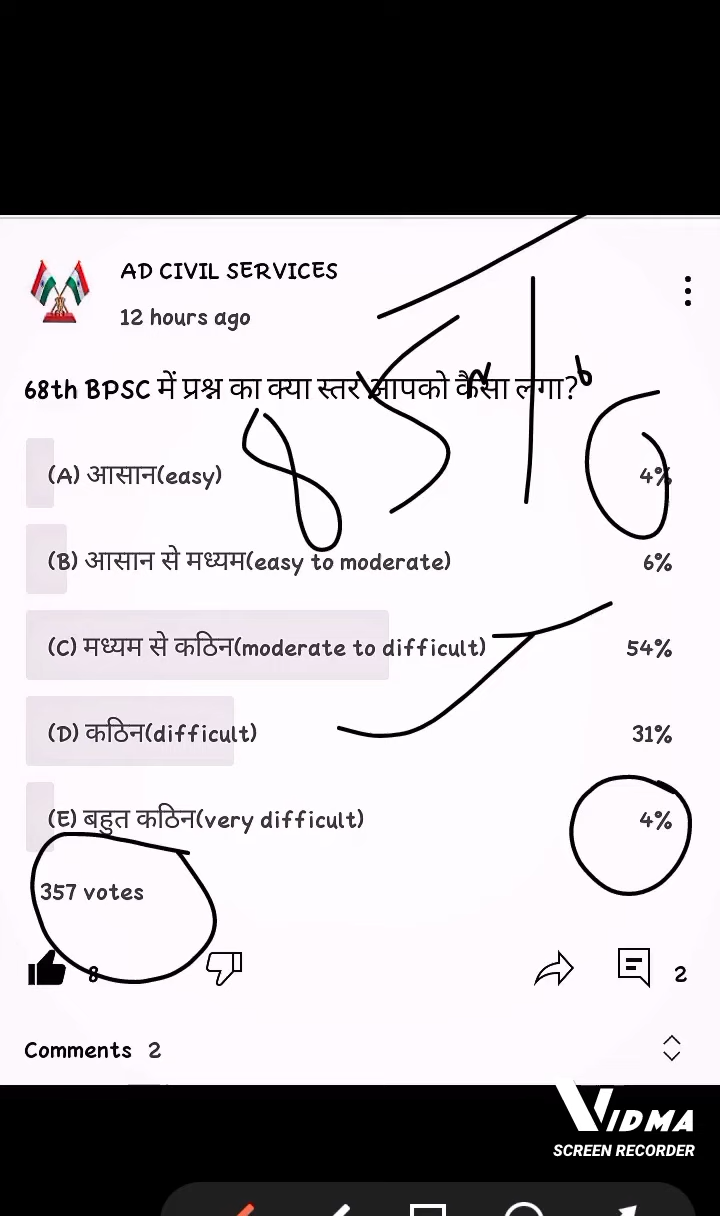 AD CIVIL SERVICES
12 hours ago
68th BPSC में प्रश्न का क्या स्तर आपको कैसा लगा?
85
(A) आसान(easy) 4%
(B) आसान से मध्यम(easy to moderate) 6%
(C) मध्यम से कठिन(moderate to difficult) 54%
(D) कठिन(difficult) 31%
(E) बहुत कठिन(very difficult) 4%
357 votes
8 2
Comments 2
VIDMA
SCREEN RECORDER